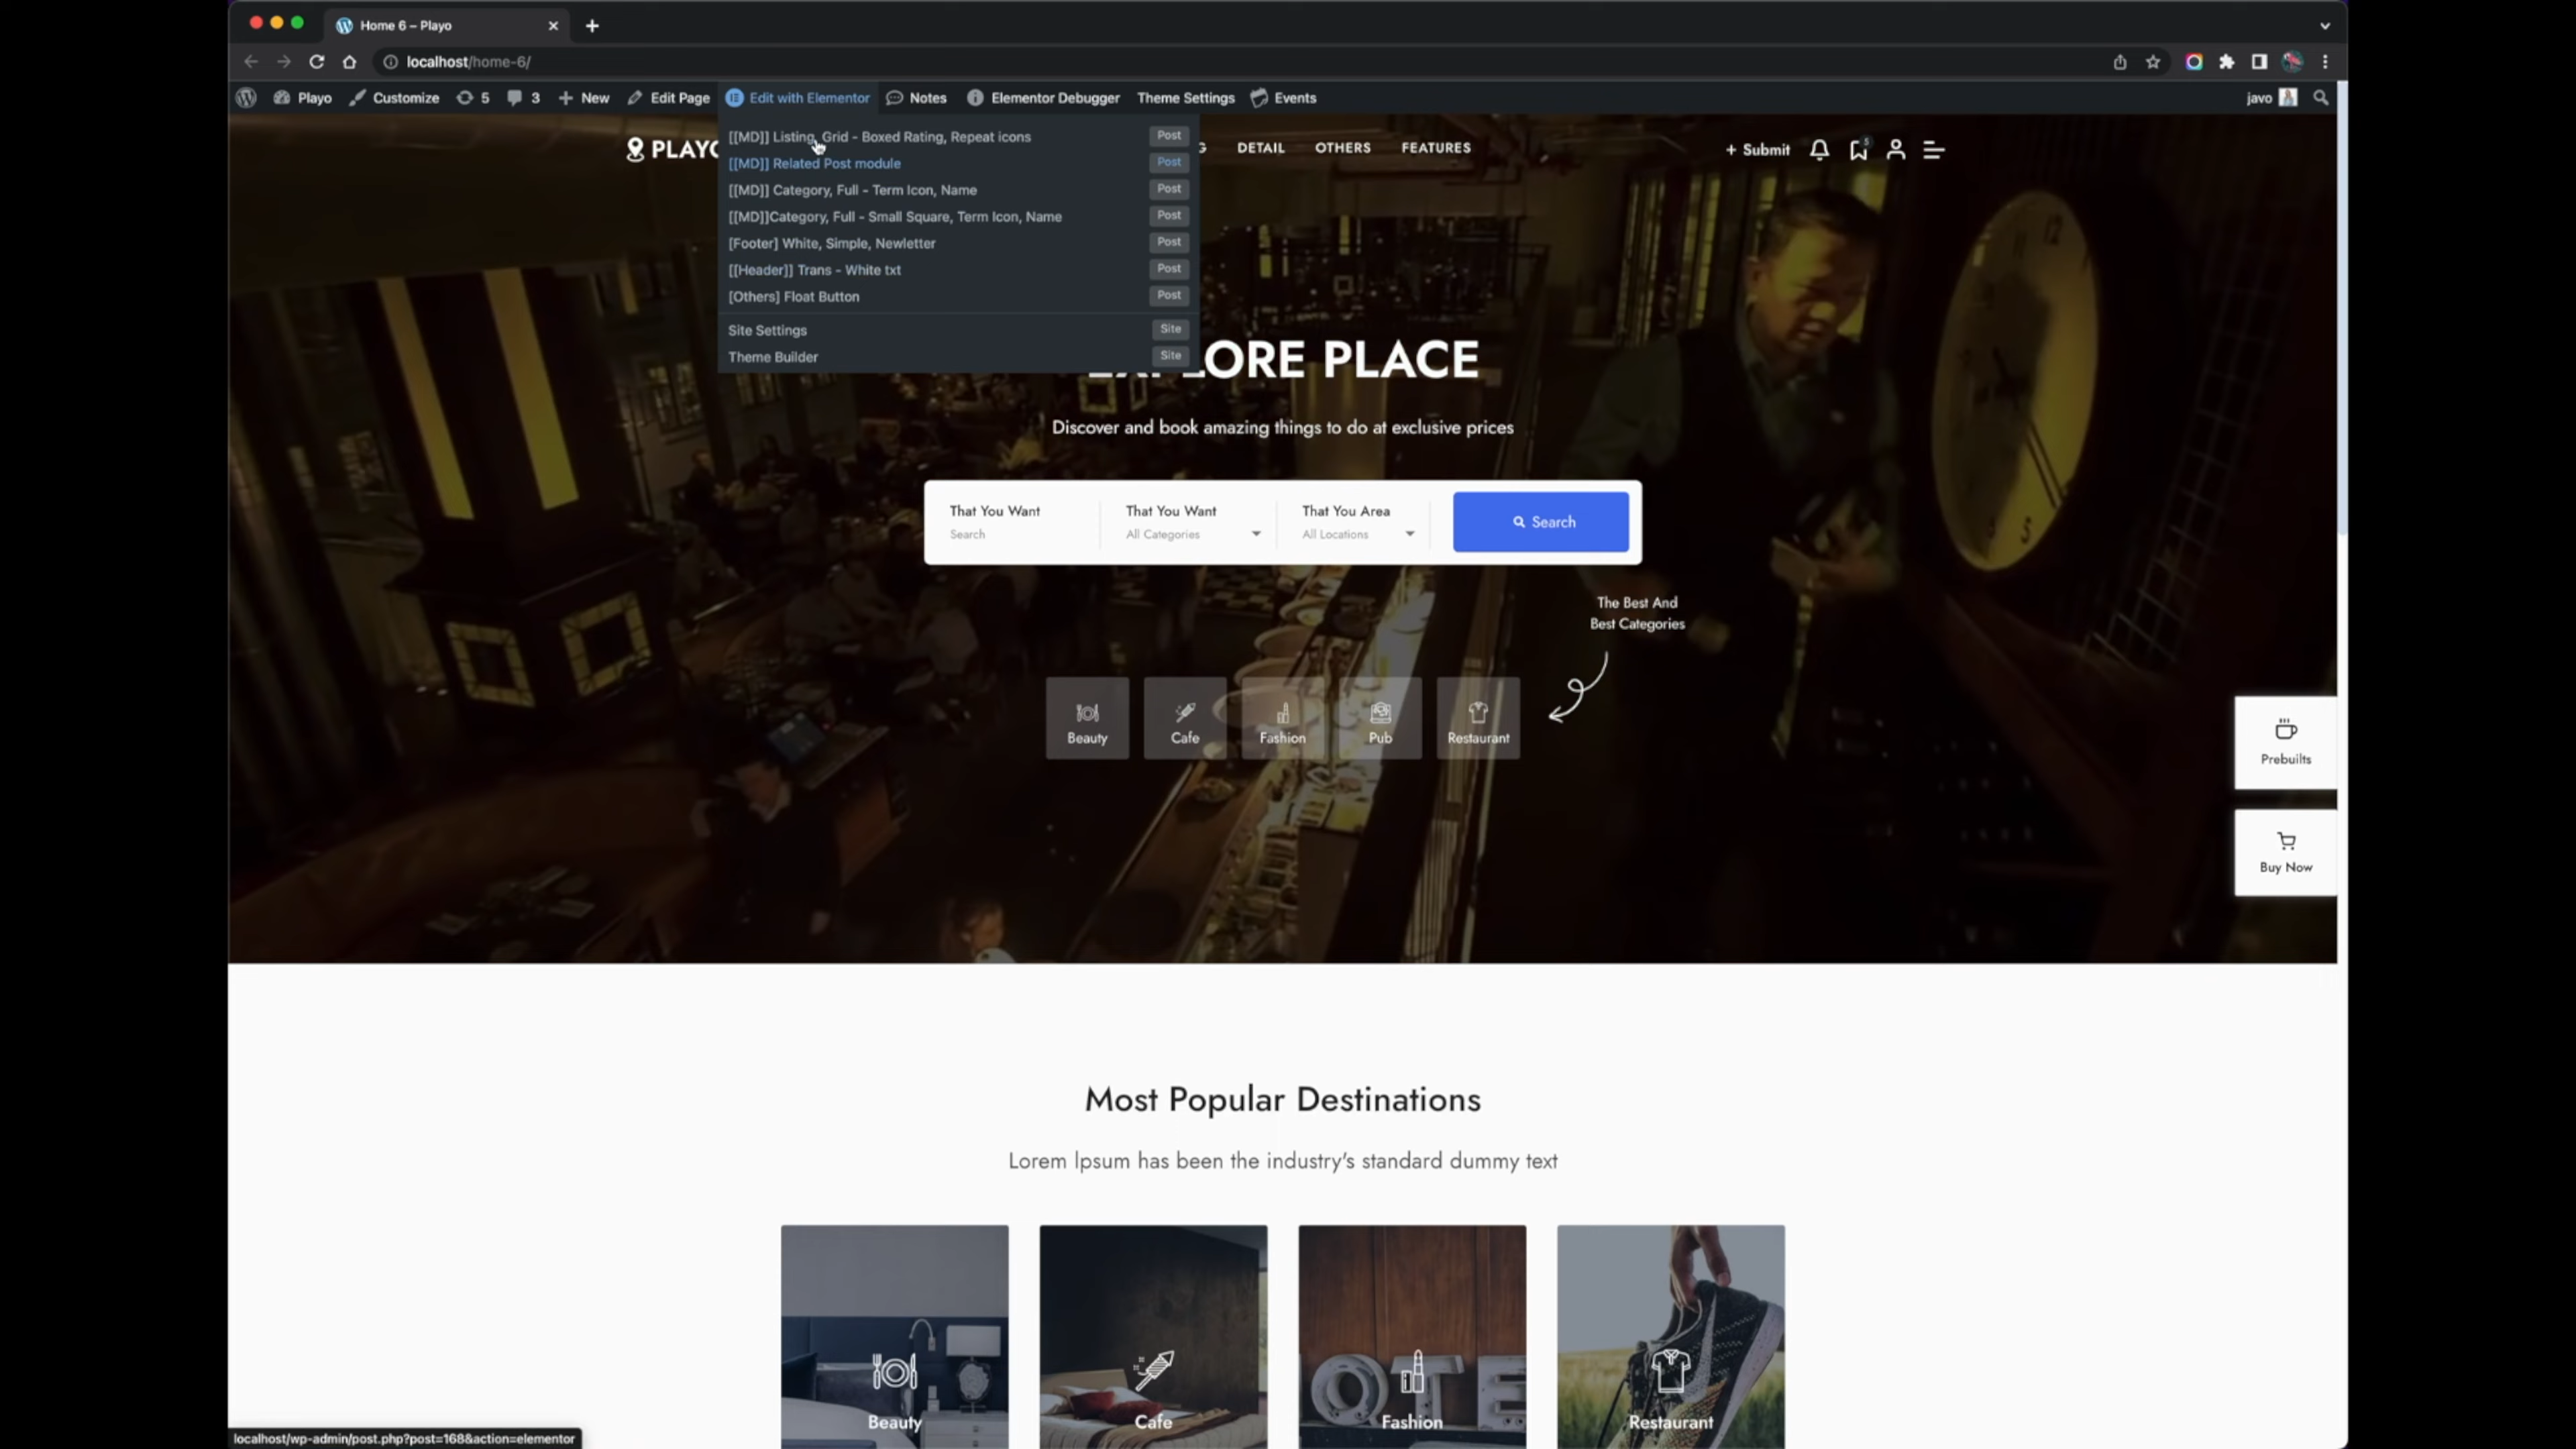 Home 6 – Playo
localhost/home-6/
Playo Customize 5 3 New Edit Page Edit with Elementor Notes Elementor Debugger Theme Settings Events javo
[[MD]] Listing, Grid - Boxed Rating, Repeat icons Post
[[MD]] Related Post module Post
[[MD]] Category, Full - Term Icon, Name Post
[[MD]]Category, Full - Small Square, Term Icon, Name Post
[Footer] White, Simple, Newletter Post
[[Header]] Trans - White txt Post
[Others] Float Button Post
Site Settings Site
Theme Builder Site
DETAIL OTHERS FEATURES
+ Submit
5
ORE PLACE
Discover and book amazing things to do at exclusive prices
That You Want That You Want That You Area
Search All Categories All Locations
Search
The Best And
Best Categories
Beauty Cafe Fashion Pub Restaurant
Prebuilts
Buy Now
Most Popular Destinations
Lorem Ipsum has been the industry's standard dummy text
OTE
Beauty Cafe Fashion Restaurant
localhost/wp-admin/post.php?post=168&action=elementor